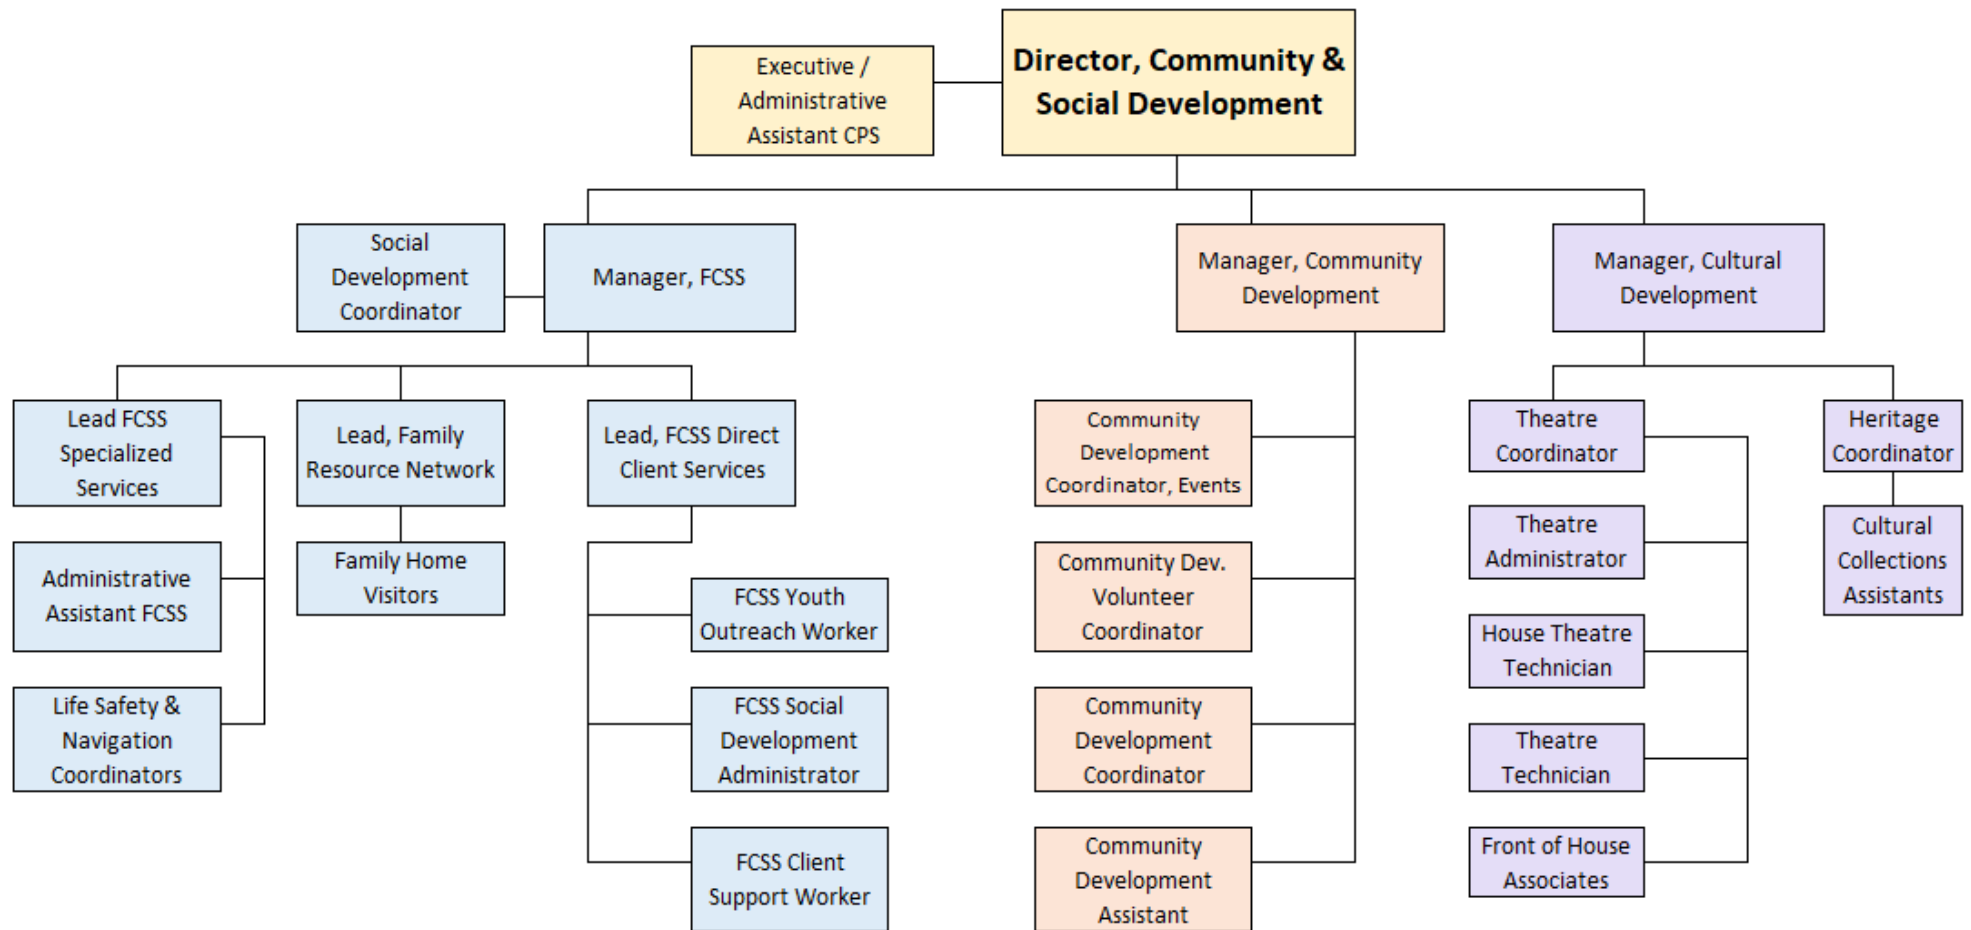 Executive /
Administrative
Assistant CPS
Director, Community &
Social Development
Social
Development
Coordinator
Manager, FCSS
Manager, Community
Development
Manager, Cultural
Development
Lead FCSS
Specialized
Services
Administrative
Assistant FCSS
Life Safety &
Navigation
Coordinators
Lead, Family
Resource Network
Family Home
Visitors
Lead, FCSS Direct
Client Services
FCSS Youth
Outreach Worker
FCSS Social
Development
Administrator
FCSS Client
Support Worker
Community
Development
Coordinator, Events
Community Dev.
Volunteer
Coordinator
Community
Development
Coordinator
Community
Development
Assistant
Theatre
Coordinator
Theatre
Administrator
House Theatre
Technician
Theatre
Technician
Front of House
Associates
Heritage
Coordinator
Cultural
Collections
Assistants